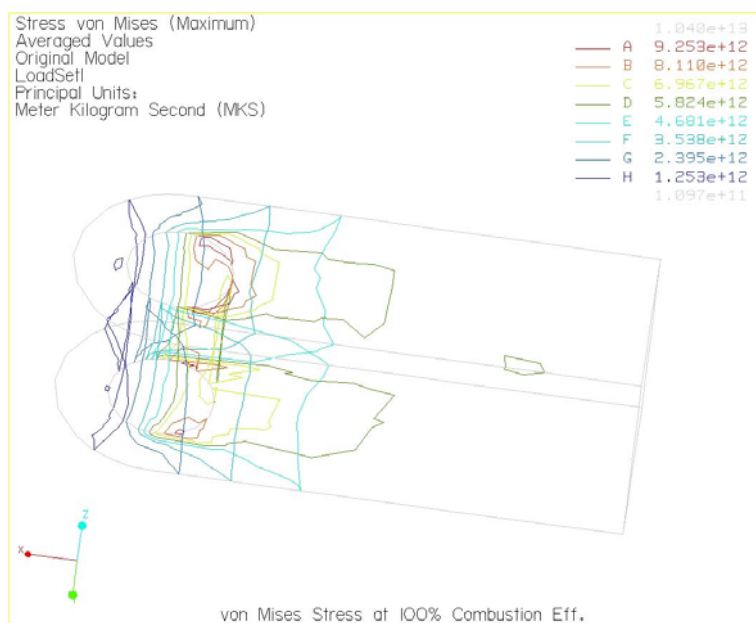 Stress von Mises (Maximum)
Averaged Values
Original Model
LoadSet1
Principal Units:
Meter Kilogram Second (MKS)
1.040e+13
A 9.253e+12
B 8.110e+12
C 6.967e+12
D 5.824e+12
E 4.681e+12
F 3.538e+12
G 2.395e+12
H 1.253e+12
1.097e+11
Z
X
von Mises Stress at 100% Combustion Eff.